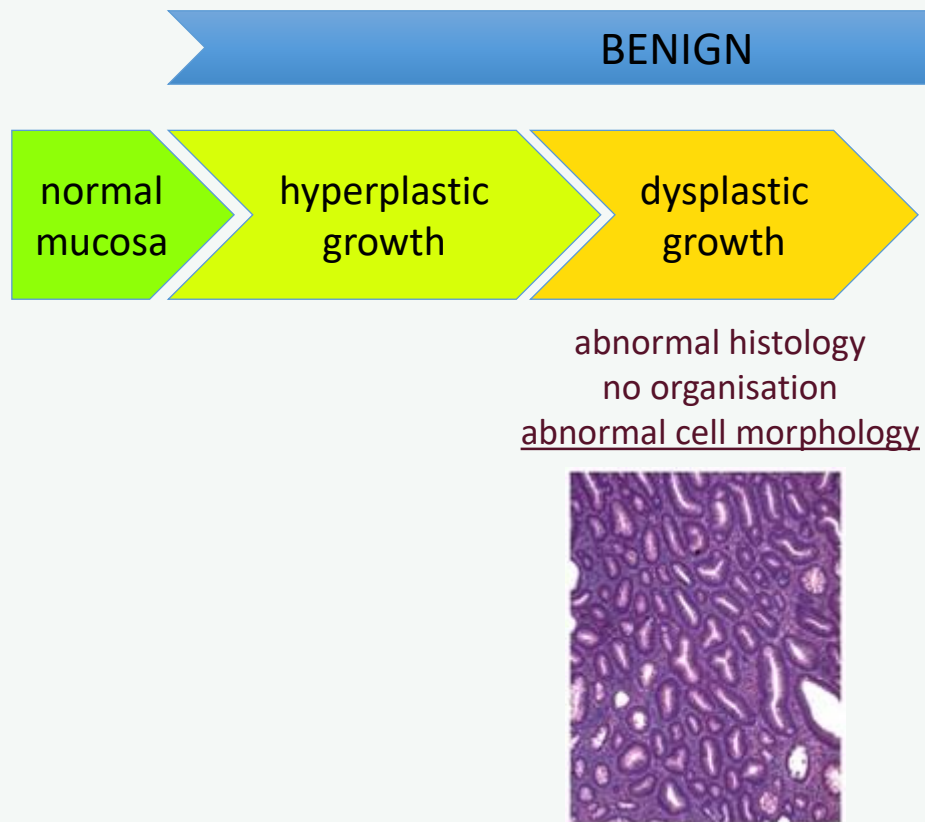 BENIGN
normal
mucosa
hyperplastic
growth
dysplastic
growth
abnormal histology
no organisation
abnormal cell morphology